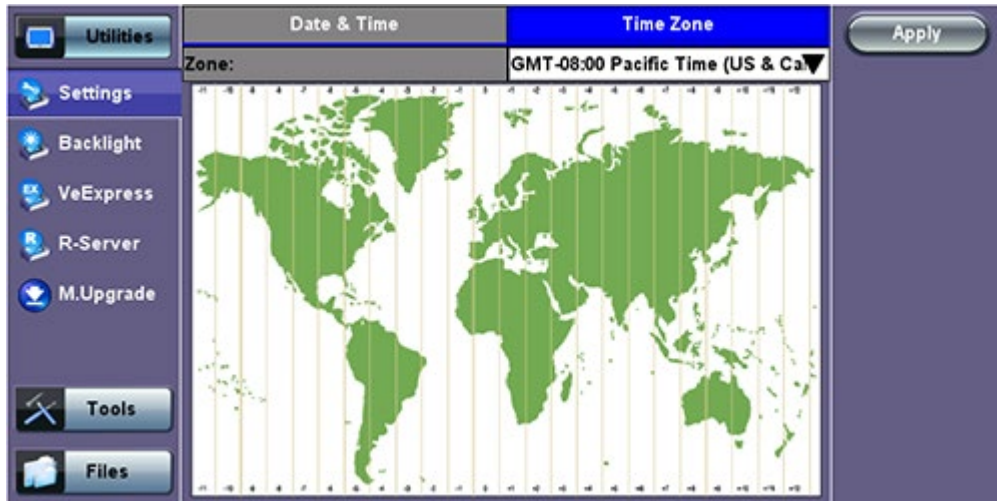 Utilities
Settings
Backlight
EX
VeExpress
R
R-Server
M.Upgrade
Tools
Files
Date & Time
Time Zone
Zone:
GMT-08:00 Pacific Time (US & Ca
Apply